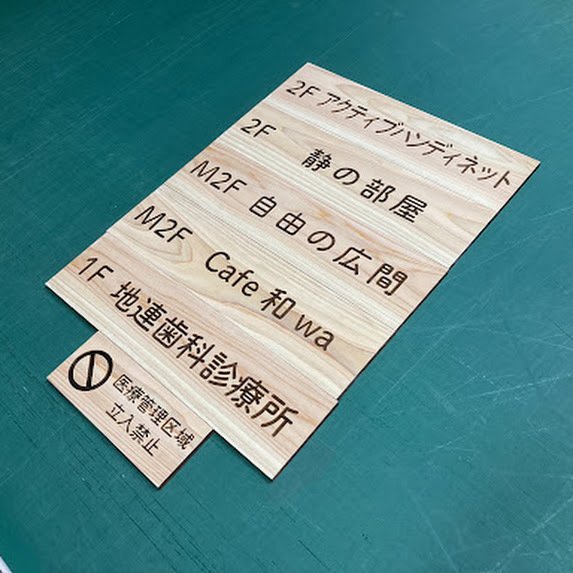 2F アクティブハンディネット
2F 静の部屋
M2F 自由の広間
M2F Cafe 和 wa
1F 地連歯科診療所
医療管理区域
立入禁止